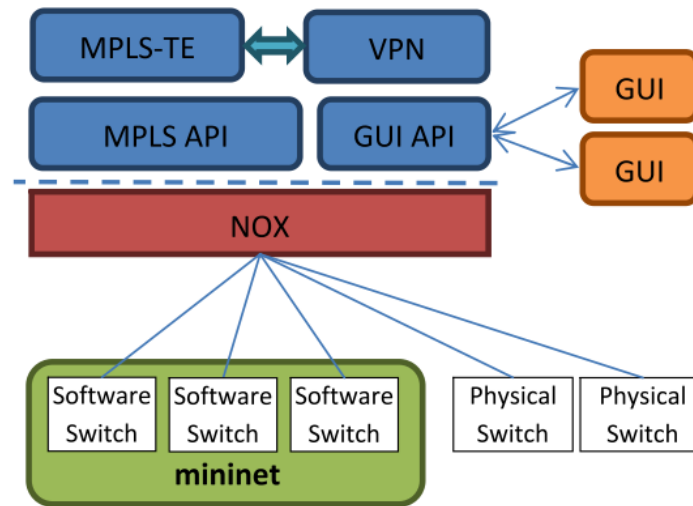 MPLS-TE
VPN
GUI
MPLS API
GUI API
GUI
NOX
Software
Switch
Software
Switch
Software
Switch
Physical
Switch
Physical
Switch
mininet